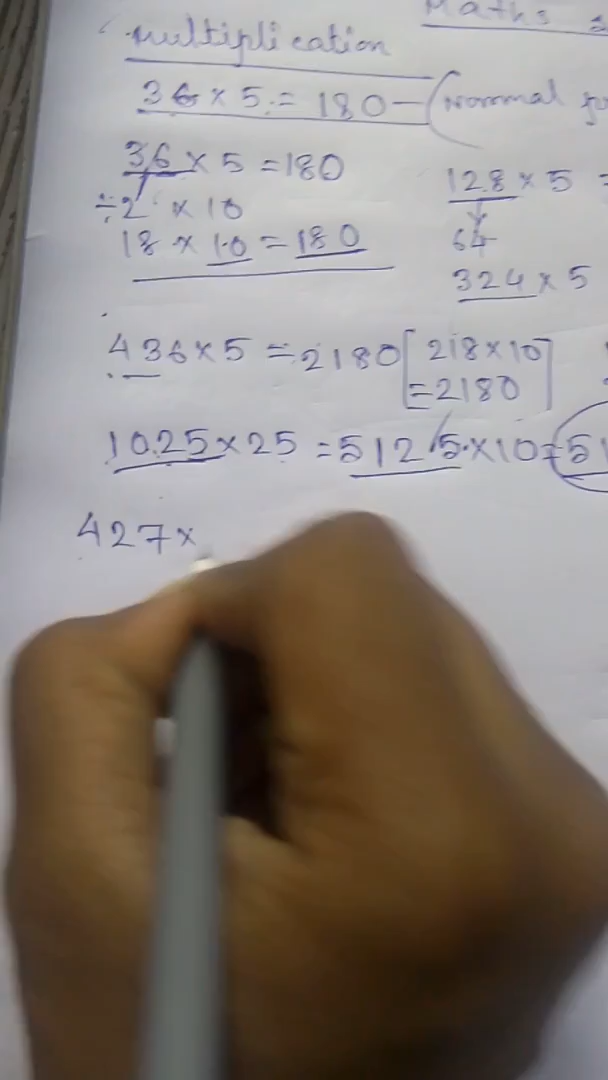 Maths
Multiplication
36 × 5 = 180 — (Normal
36 × 5 = 180
÷2 × 10
18 × 10 = 180
128 × 5 =
64
324 × 5
436 × 5 = 2180 [218 × 10
= 2180]
1025 × 25 = 512/5. × 10 = 51
427 ×